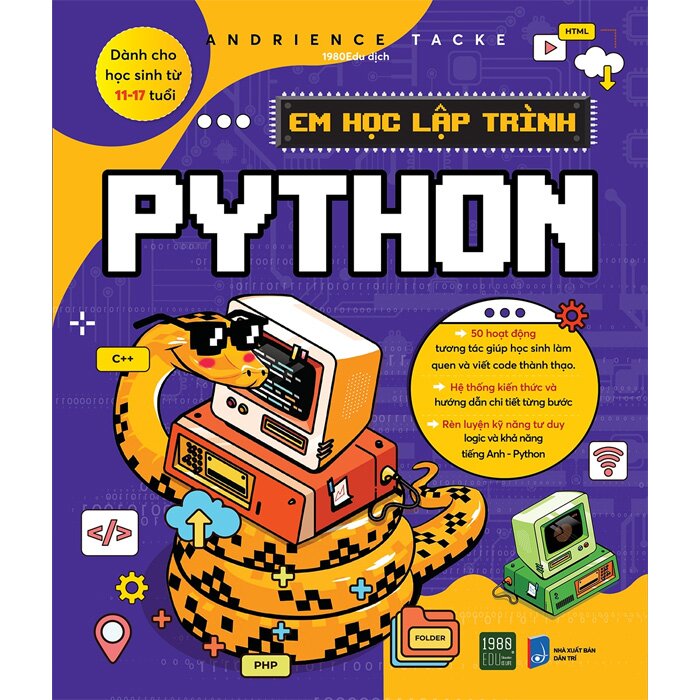 ANDRIENCE TACKE
1980Edu dịch
HTML
Dành cho
học sinh từ
11-17 tuổi
EM HỌC LẬP TRÌNH
PYTHON
C++
50 hoạt động
tương tác giúp học sinh làm
quen và viết code thành thạo.
Hệ thống kiến thức và
hướng dẫn chi tiết từng bước
Rèn luyện kỹ năng tư duy
logic và khả năng
tiếng Anh - Python
</>
FOLDER
PHP
1980
EDU
NHÀ XUẤT BẢN
DÂN TRÍ